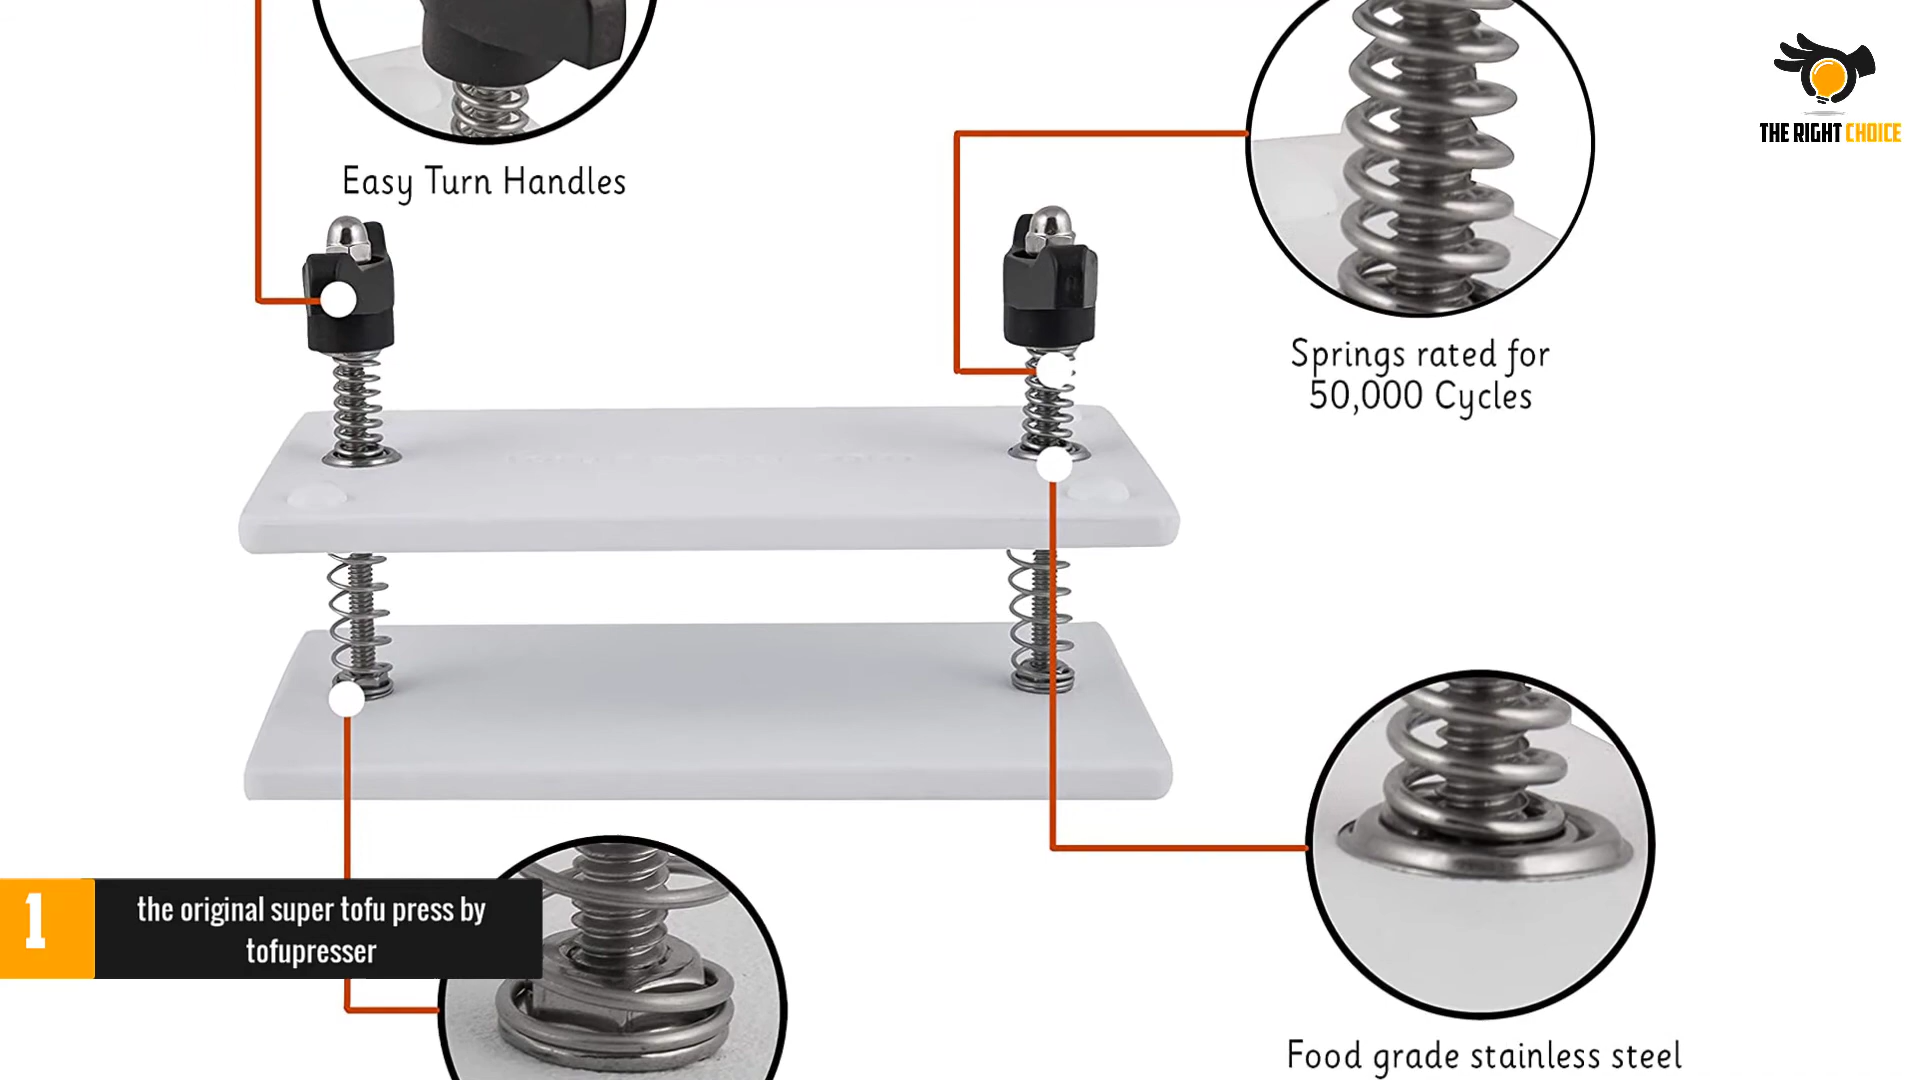 THE RIGHT CHOICE
Easy Turn Handles
Springs rated for
50,000 Cycles
1
the original super tofu press by
tofupresser
Food grade stainless steel